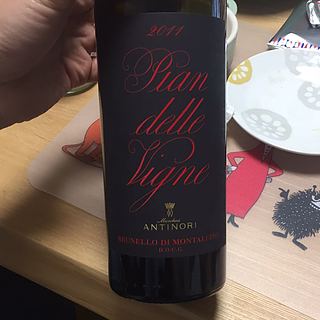 2011
Pian
delle
Vigne
Marchesi
ANTINORI
BRUNELLO DI MONTALCINO
D.O.C.G.